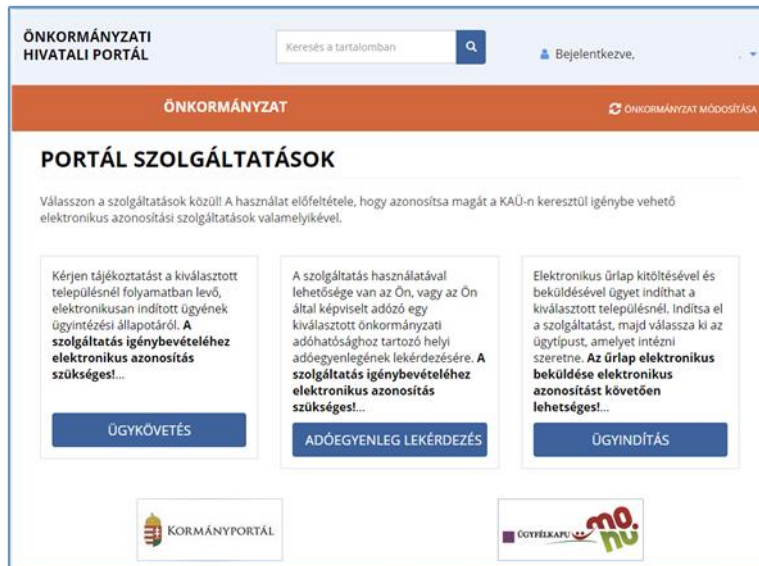 ÖNKORMÁNYZATI
HIVATALI PORTÁL
Keresés a tartalomban
Bejelentkezve,
ÖNKORMÁNYZAT
ÖNKORMÁNYZAT MÓDOSÍTÁSA
PORTÁL SZOLGÁLTATÁSOK
Válasszon a szolgáltatások közül! A használat előfeltétele, hogy azonosítsa magát a KAÜ-n keresztül igénybe vehető
elektronikus azonosítási szolgáltatások valamelyikével.
Kérjen tájékoztatást a kiválasztott
településnél folyamatban levő,
elektronikusan indított ügyének
ügyintézési állapotáról. A
szolgáltatás igénybevételéhez
elektronikus azonosítás
szükséges!...
ÜGYKÖVETÉS
A szolgáltatás használatával
lehetősége van az Ön, vagy az Ön
által képviselt adózó egy
kiválasztott önkormányzati
adóhatósághoz tartozó helyi
adóegyenlegének lekérdezésére. A
szolgáltatás igénybevételéhez
elektronikus azonosítás
szükséges!...
ADÓEGYENLEG LEKÉRDEZÉS
Elektronikus űrlap kitöltésével és
beküldésével ügyet indíthat a
kiválasztott településnél. Indítsa el
a szolgáltatást, majd válassza ki az
ügytípust, amelyet intézni
szeretne. Az űrlap elektronikus
beküldése elektronikus
azonosítást követően
lehetséges!...
ÜGYINDÍTÁS
KORMÁNYPORTÁL
ÜGYFÉLKAPU
mo.
hu